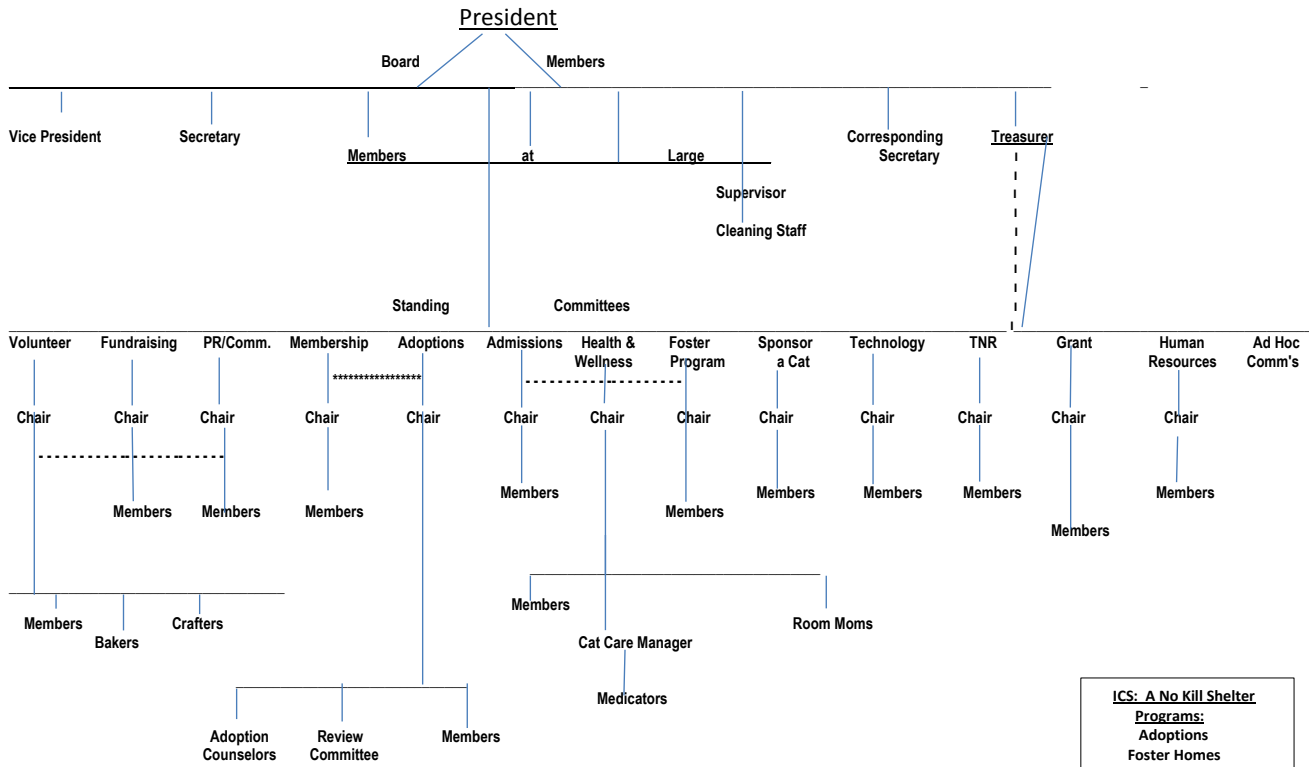 President
Board Members
Vice President Secretary Members at Large Corresponding Secretary Treasurer
Supervisor
Cleaning Staff
Standing Committees
Volunteer Fundraising PR/Comm. Membership Adoptions Admissions Health & Wellness Foster Program Sponsor a Cat Technology TNR Grant Human Resources Ad Hoc Comm's
*****************
Chair Chair Chair Chair Chair Chair Chair Chair Chair Chair Chair Chair
Members Members Members Members Members Members Members Members Members Members
Members Bakers Crafters
Members Room Moms
Cat Care Manager
Medicators
Adoption Counselors Review Committee Members
ICS: A No Kill Shelter
Programs:
Adoptions
Foster Homes